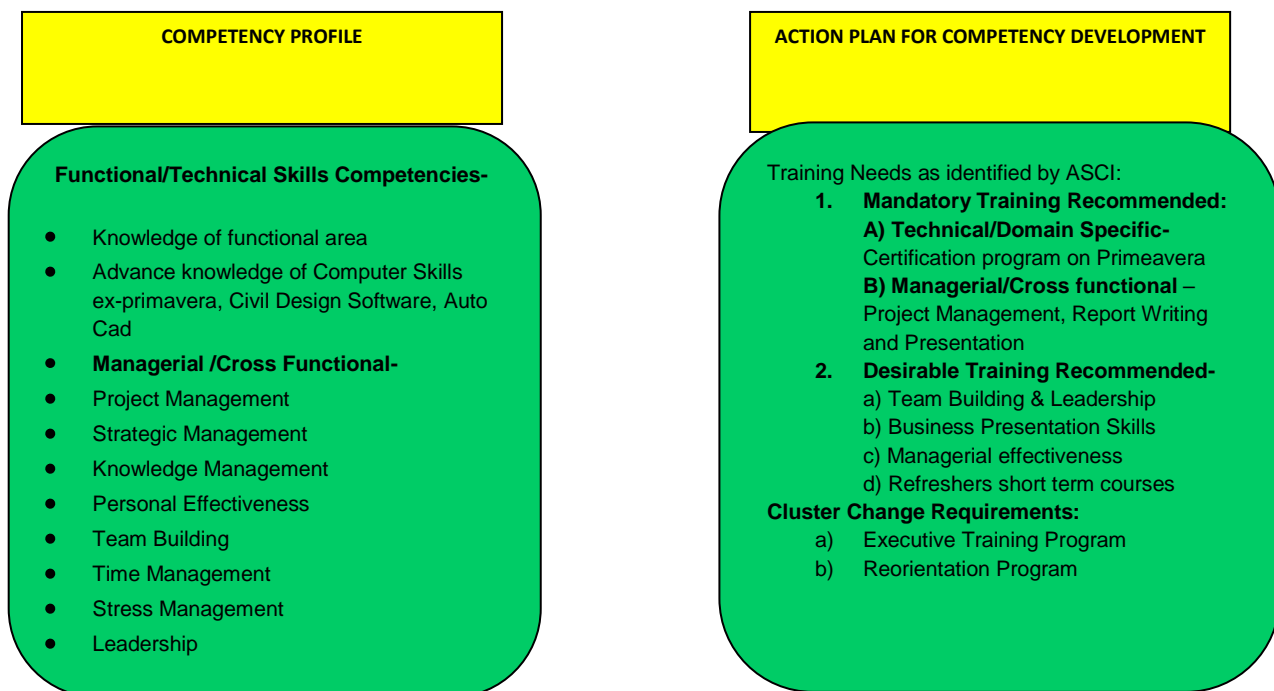 COMPETENCY PROFILE
Functional/Technical Skills Competencies-
● Knowledge of functional area
● Advance knowledge of Computer Skills
ex-primavera, Civil Design Software, Auto
Cad
● Managerial /Cross Functional-
● Project Management
● Strategic Management
● Knowledge Management
● Personal Effectiveness
● Team Building
● Time Management
● Stress Management
● Leadership
ACTION PLAN FOR COMPETENCY DEVELOPMENT
Training Needs as identified by ASCI:
1. Mandatory Training Recommended:
A) Technical/Domain Specific-
Certification program on Primeavera
B) Managerial/Cross functional –
Project Management, Report Writing
and Presentation
2. Desirable Training Recommended-
a) Team Building & Leadership
b) Business Presentation Skills
c) Managerial effectiveness
d) Refreshers short term courses
Cluster Change Requirements:
a) Executive Training Program
b) Reorientation Program